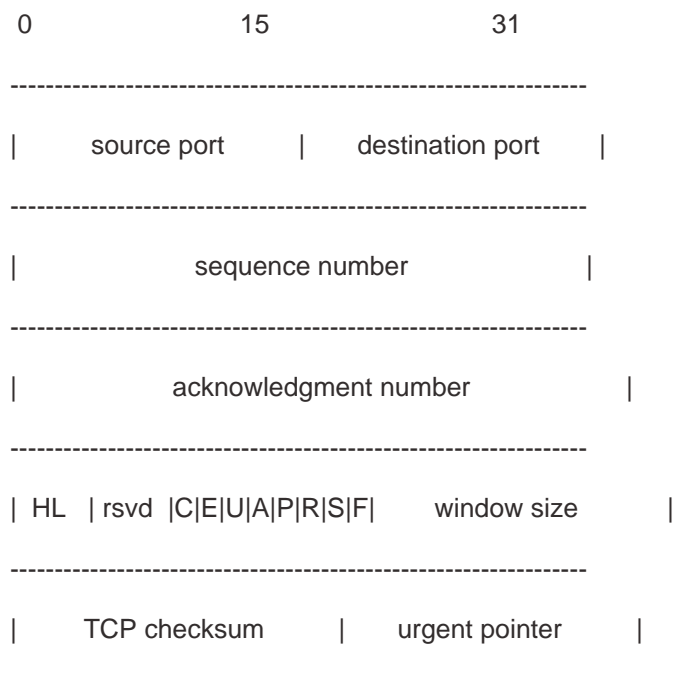 0 15 31
----------------------------------------------------------------
| source port | destination port |
----------------------------------------------------------------
| sequence number |
----------------------------------------------------------------
| acknowledgment number |
----------------------------------------------------------------
| HL | rsvd |C|E|U|A|P|R|S|F| window size |
----------------------------------------------------------------
| TCP checksum | urgent pointer |